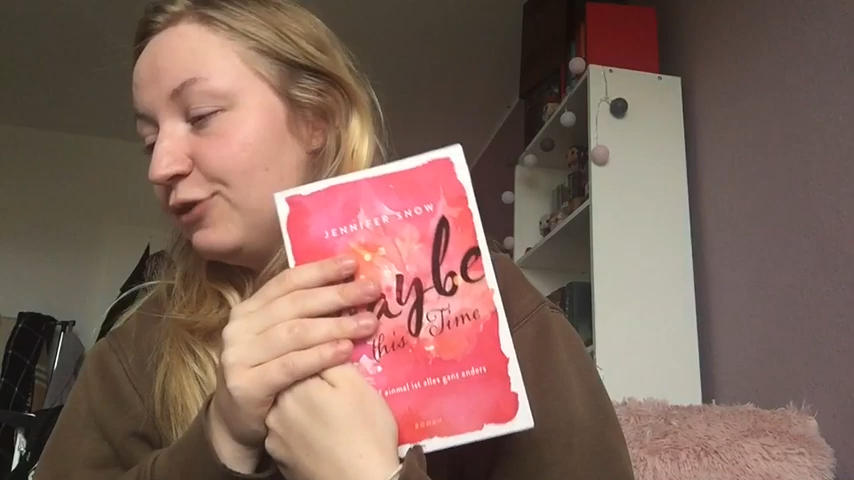 JENNIFER SNOW
aybe
this Time
einmal ist alles ganz anders
ROMAN